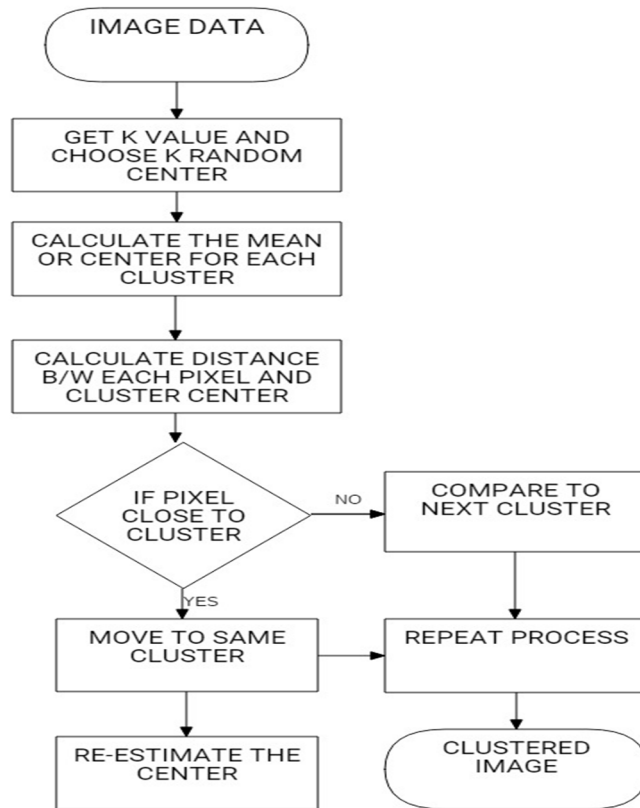 IMAGE DATA
GET K VALUE AND
CHOOSE K RANDOM
CENTER
CALCULATE THE MEAN
OR CENTER FOR EACH
CLUSTER
CALCULATE DISTANCE
B/W EACH PIXEL AND
CLUSTER CENTER
IF PIXEL
CLOSE TO
CLUSTER
NO
COMPARE TO
NEXT CLUSTER
YES
MOVE TO SAME
CLUSTER
REPEAT PROCESS
RE-ESTIMATE THE
CENTER
CLUSTERED
IMAGE